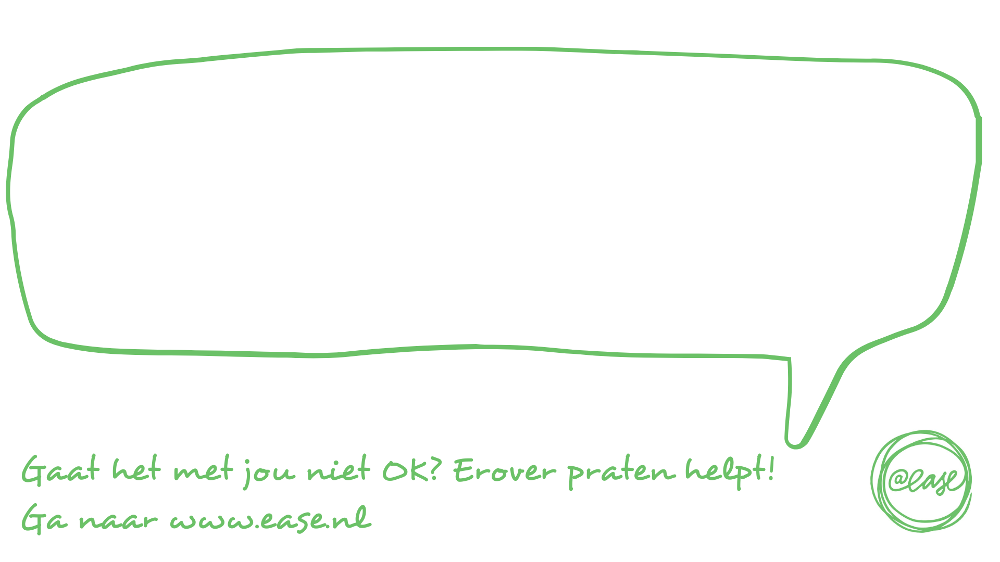 Gaat het met jou niet OK? Erover praten helpt!
Ga naar www.ease.nl
@ease